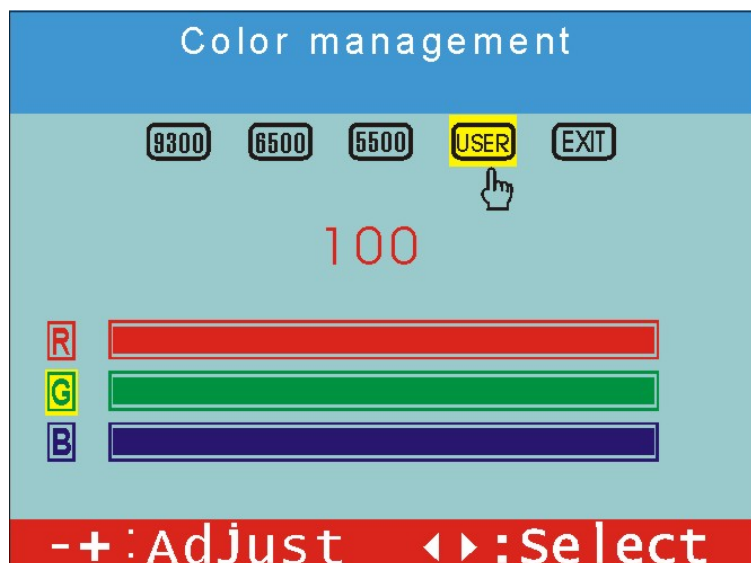 Color management
9300 6500 5500 USER EXIT
100
R
G
B
-+:Adjust ◂▸:Select